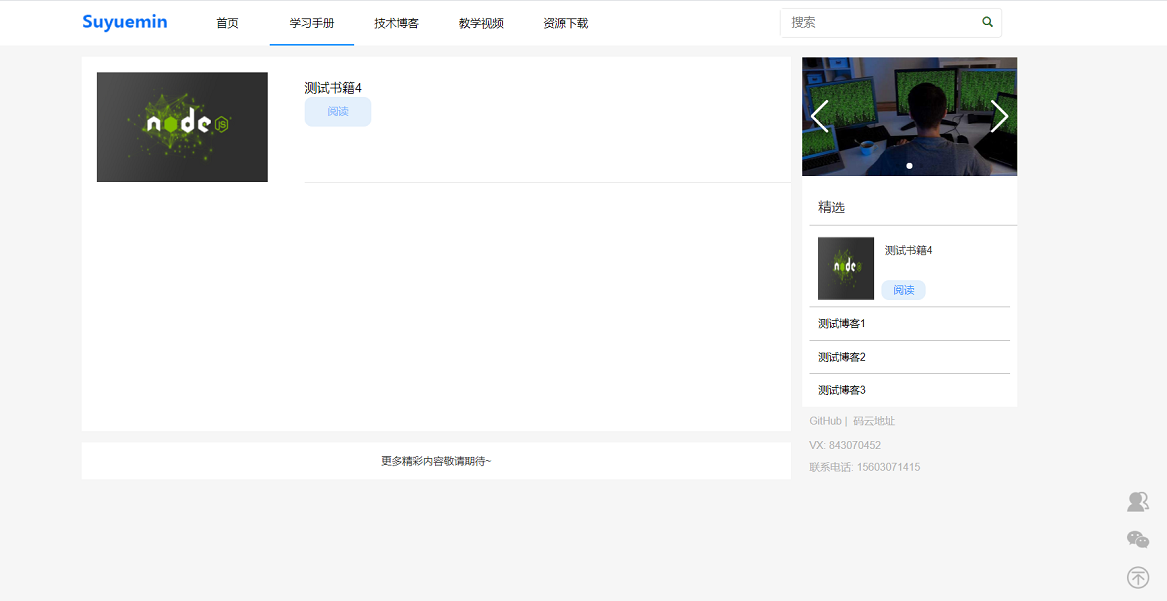 Suyuemin 首页 学习手册 技术博客 教学视频 资源下载 搜索
node JS
测试书籍4
阅读
更多精彩内容敬请期待~
精选
node
测试书籍4
阅读
测试博客1
测试博客2
测试博客3
GitHub | 码云地址
VX: 843070452
联系电话: 15603071415